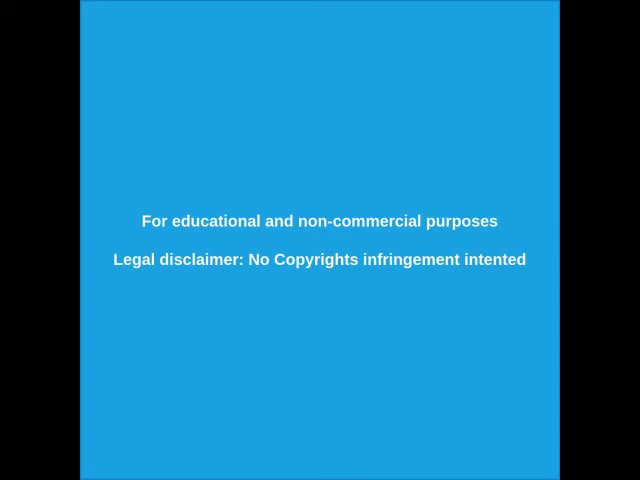 For educational and non-commercial purposes
Legal disclaimer: No Copyrights infringement intented